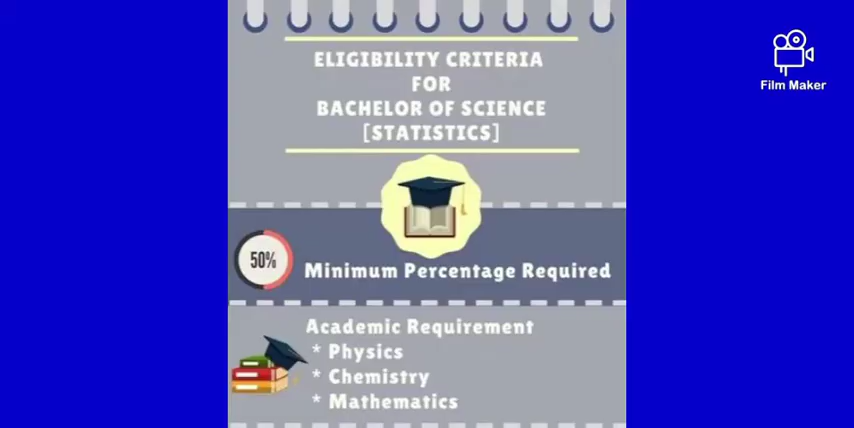 ELIGIBILITY CRITERIA
FOR
BACHELOR OF SCIENCE
[STATISTICS]
Film Maker
50%
Minimum Percentage Required
Academic Requirement
* Physics
* Chemistry
* Mathematics